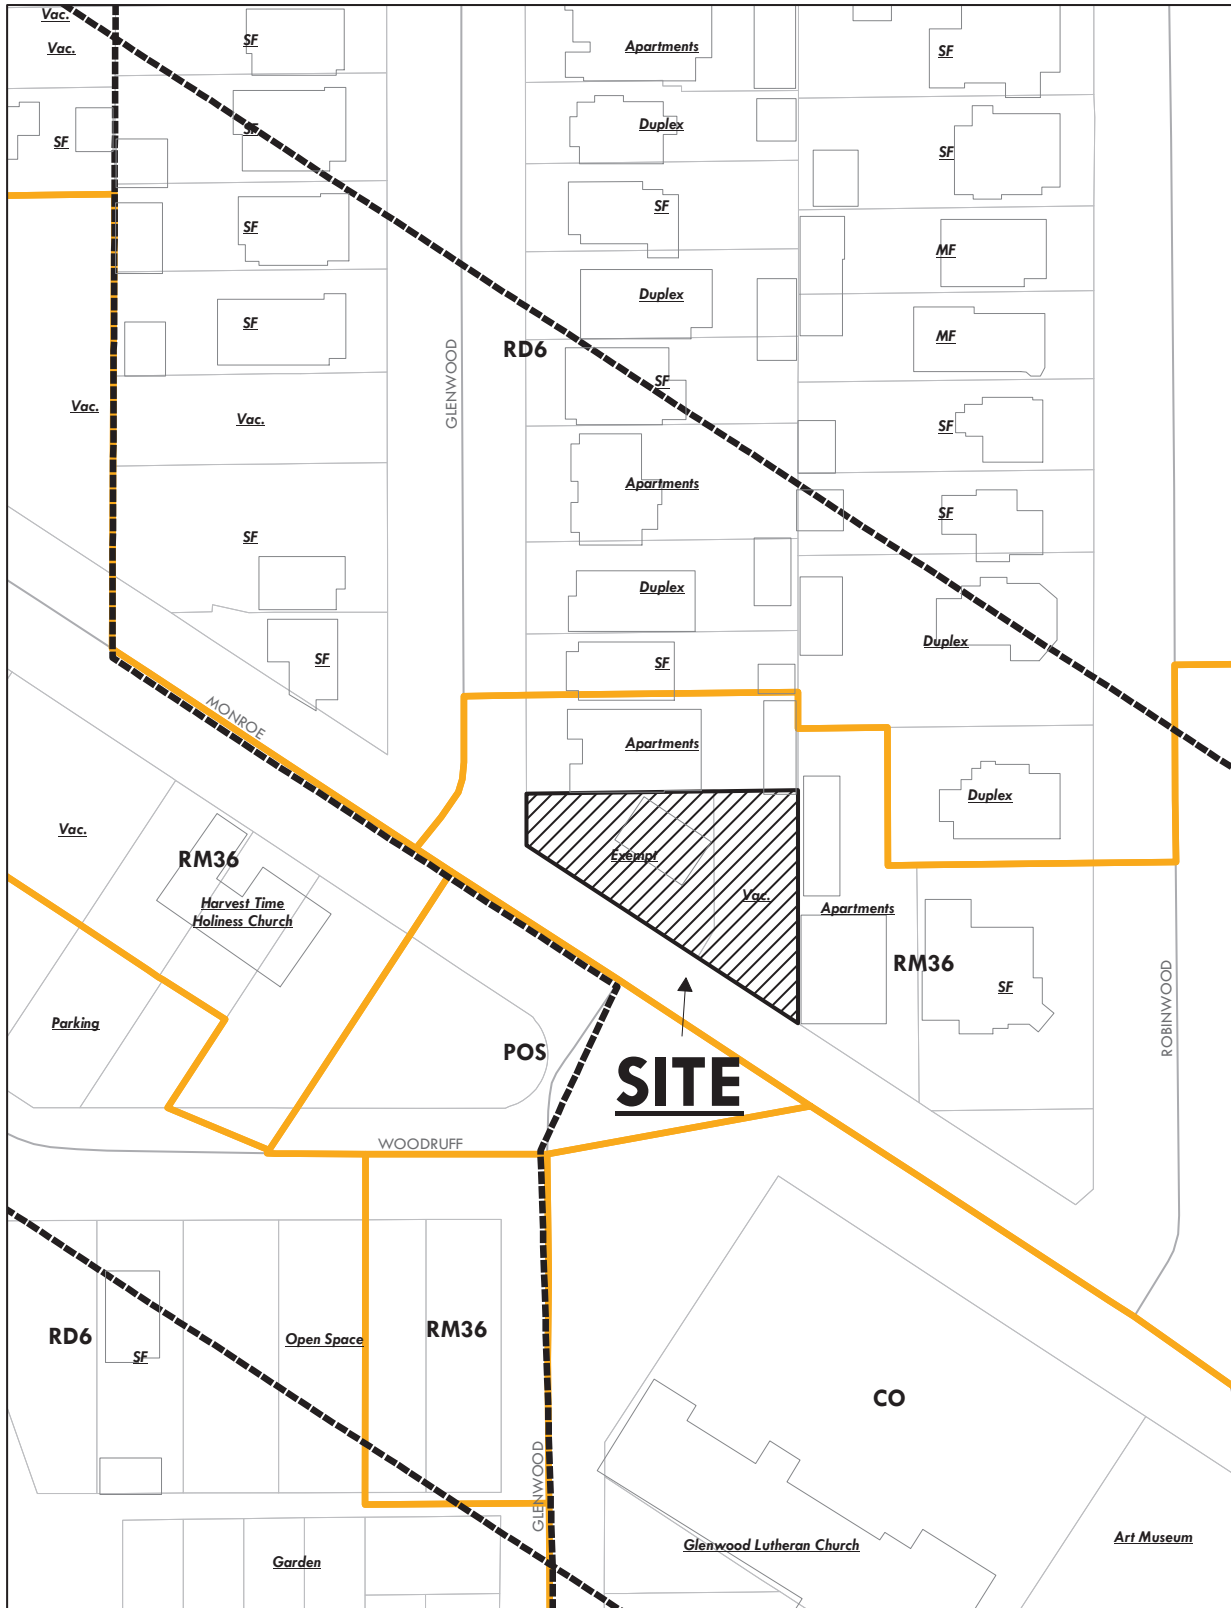 Vac.
Vac.
SF
Apartments
SF
SF
SF
Duplex
SF
SF
SF
MF
SF
Duplex
MF
GLENWOOD
RD6
SF
Vac.
Vac.
SF
Apartments
SF
SF
Duplex
Duplex
SF
SF
MONROE
Apartments
Duplex
Vac.
RM36
Harvest Time
Holiness Church
Exempt
Vac.
Apartments
RM36
SF
ROBINWOOD
Parking
POS
SITE
WOODRUFF
RD6
SF
Open Space
RM36
CO
GLENWOOD
Glenwood Lutheran Church
Art Museum
Garden